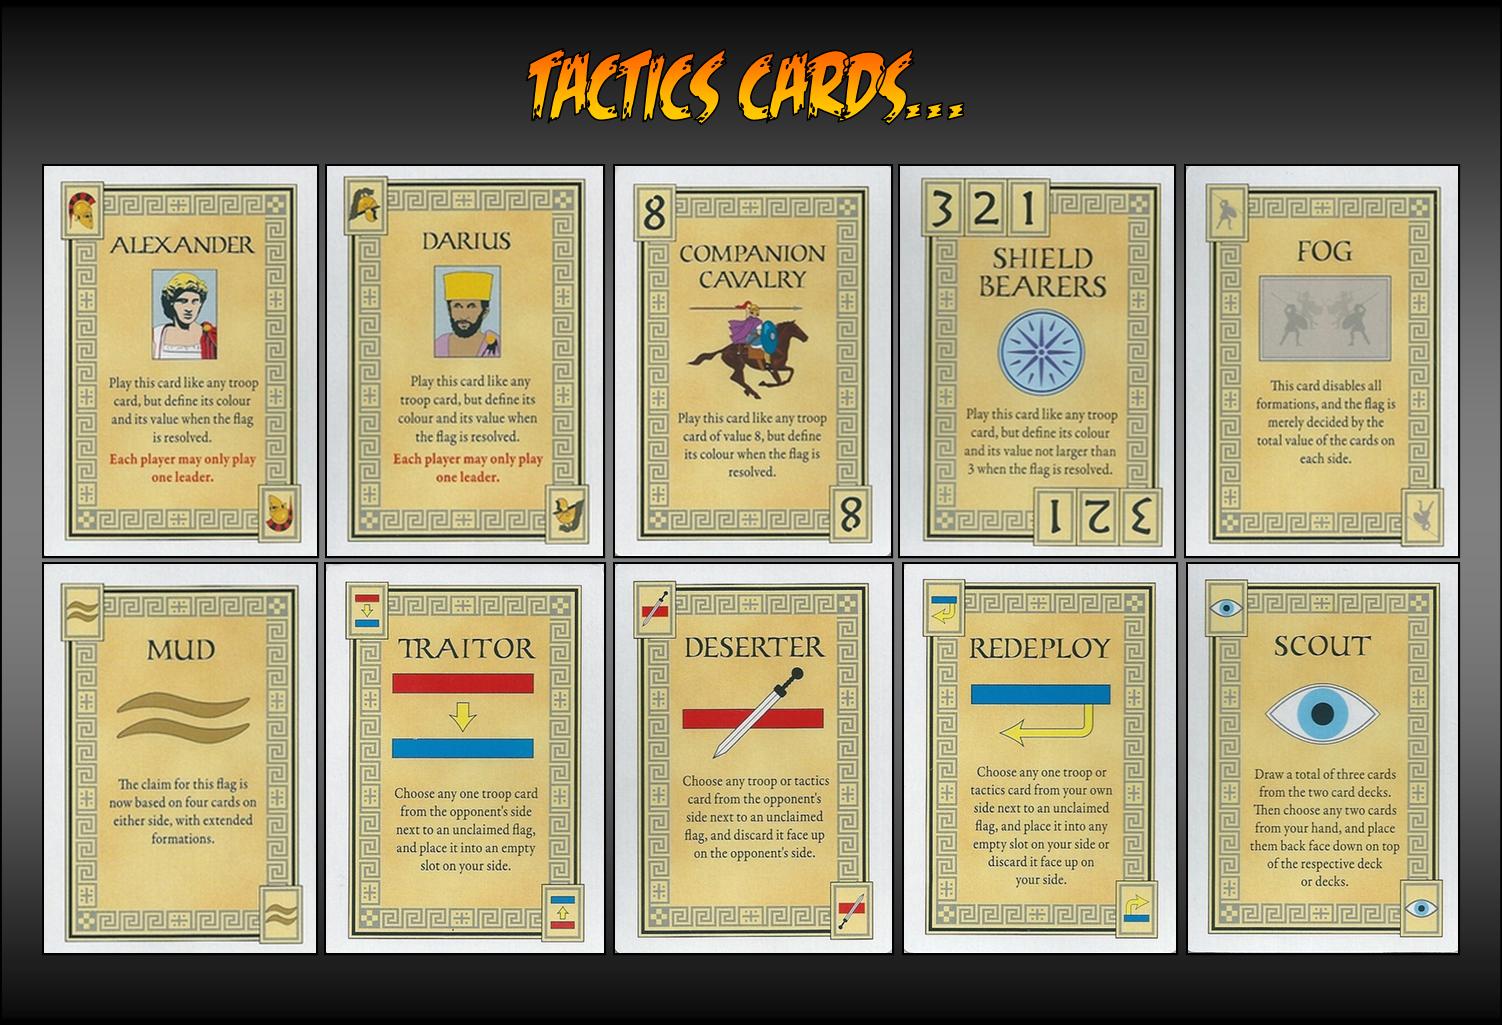 TACTICS CARDS...
ALEXANDER
Play this card like any troop
card, but define its colour
and its value when the flag
is resolved.
Each player may only play
one leader.
DARIUS
Play this card like any
troop card, but define its
colour and its value when
the flag is resolved.
Each player may only play
one leader.
8
COMPANION
CAVALRY
Play this card like any troop
card of value 8, but define
its colour when the flag is
resolved.
8
3 2 1
SHIELD
BEARERS
Play this card like any troop
card, but define its colour
and its value not larger than
3 when the flag is resolved.
3 2 1
FOG
This card disables all
formations, and the flag is
merely decided by the
total value of the cards on
each side.
MUD
The claim for this flag is
now based on four cards on
either side, with extended
formations.
TRAITOR
Choose any one troop card
from the opponent's side
next to an unclaimed flag,
and place it into an empty
slot on your side.
DESERTER
Choose any troop or tactics
card from the opponent's
side next to an unclaimed
flag, and discard it face up
on the opponent's side.
REDEPLOY
Choose any one troop or
tactics card from your own
side next to an unclaimed
flag, and place it into any
empty slot on your side or
discard it face up on
your side.
SCOUT
Draw a total of three cards
from the two card decks.
Then choose any two cards
from your hand, and place
them back face down on top
of the respective deck
or decks.